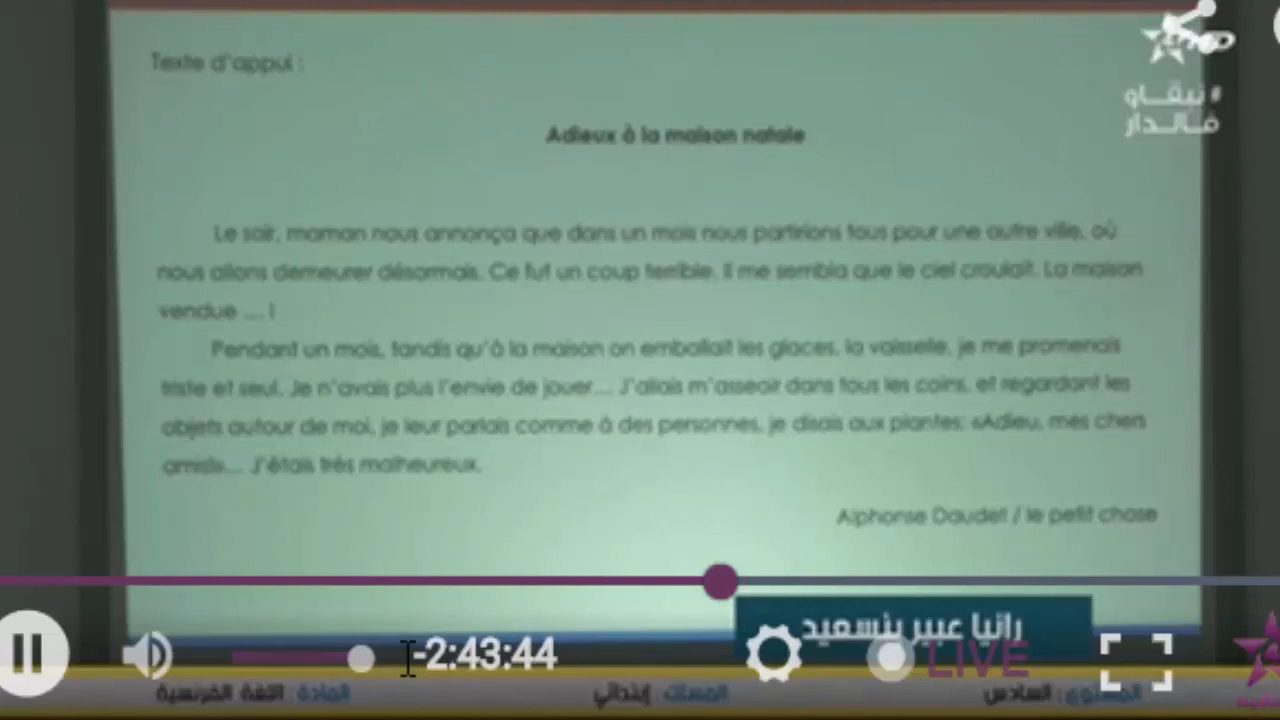 Texte d'appui :
Adieux à la maison natale
Le soir, maman nous annonça que dans un mois nous partirions tous pour une autre ville, où
nous allons demeurer désormais. Ce fut un coup terrible. Il me sembla que le ciel croulait. La maison
vendue ... !
Pendant un mois, tandis qu'à la maison on emballait les glaces, la vaisselle, je me promenais
triste et seul. Je n'avais plus l'envie de jouer... J'allais m'asseoir dans tous les coins, et regardant les
objets autour de moi, je leur parlais comme à des personnes, je disais aux plantes: «Adieu, mes chers
amis!»... J'étais très malheureux.
Alphonse Daudet / le petit chose
# نبقاو
فالدار
رانيا عبير بنسعيد
-2:43:44
LIVE
المستوى: السادس
المسلك إبتدائي
المادة اللغة الفرنسية